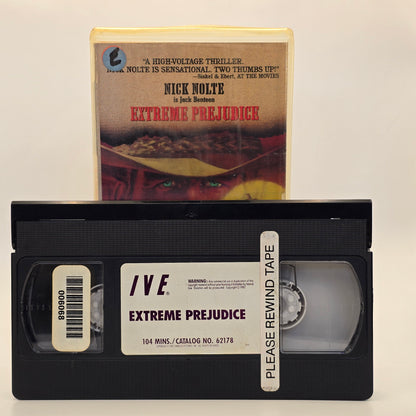 E
"A HIGH-VOLTAGE THRILLER.
NICK NOLTE IS SENSATIONAL. TWO THUMBS UP!"
—Siskel & Ebert, AT THE MOVIES
NICK NOLTE
is Jack Benteen
EXTREME PREJUDICE
IVE
EXTREME PREJUDICE
104 MINS./CATALOG NO. 62178
0056068
PLEASE REWIND TAPE